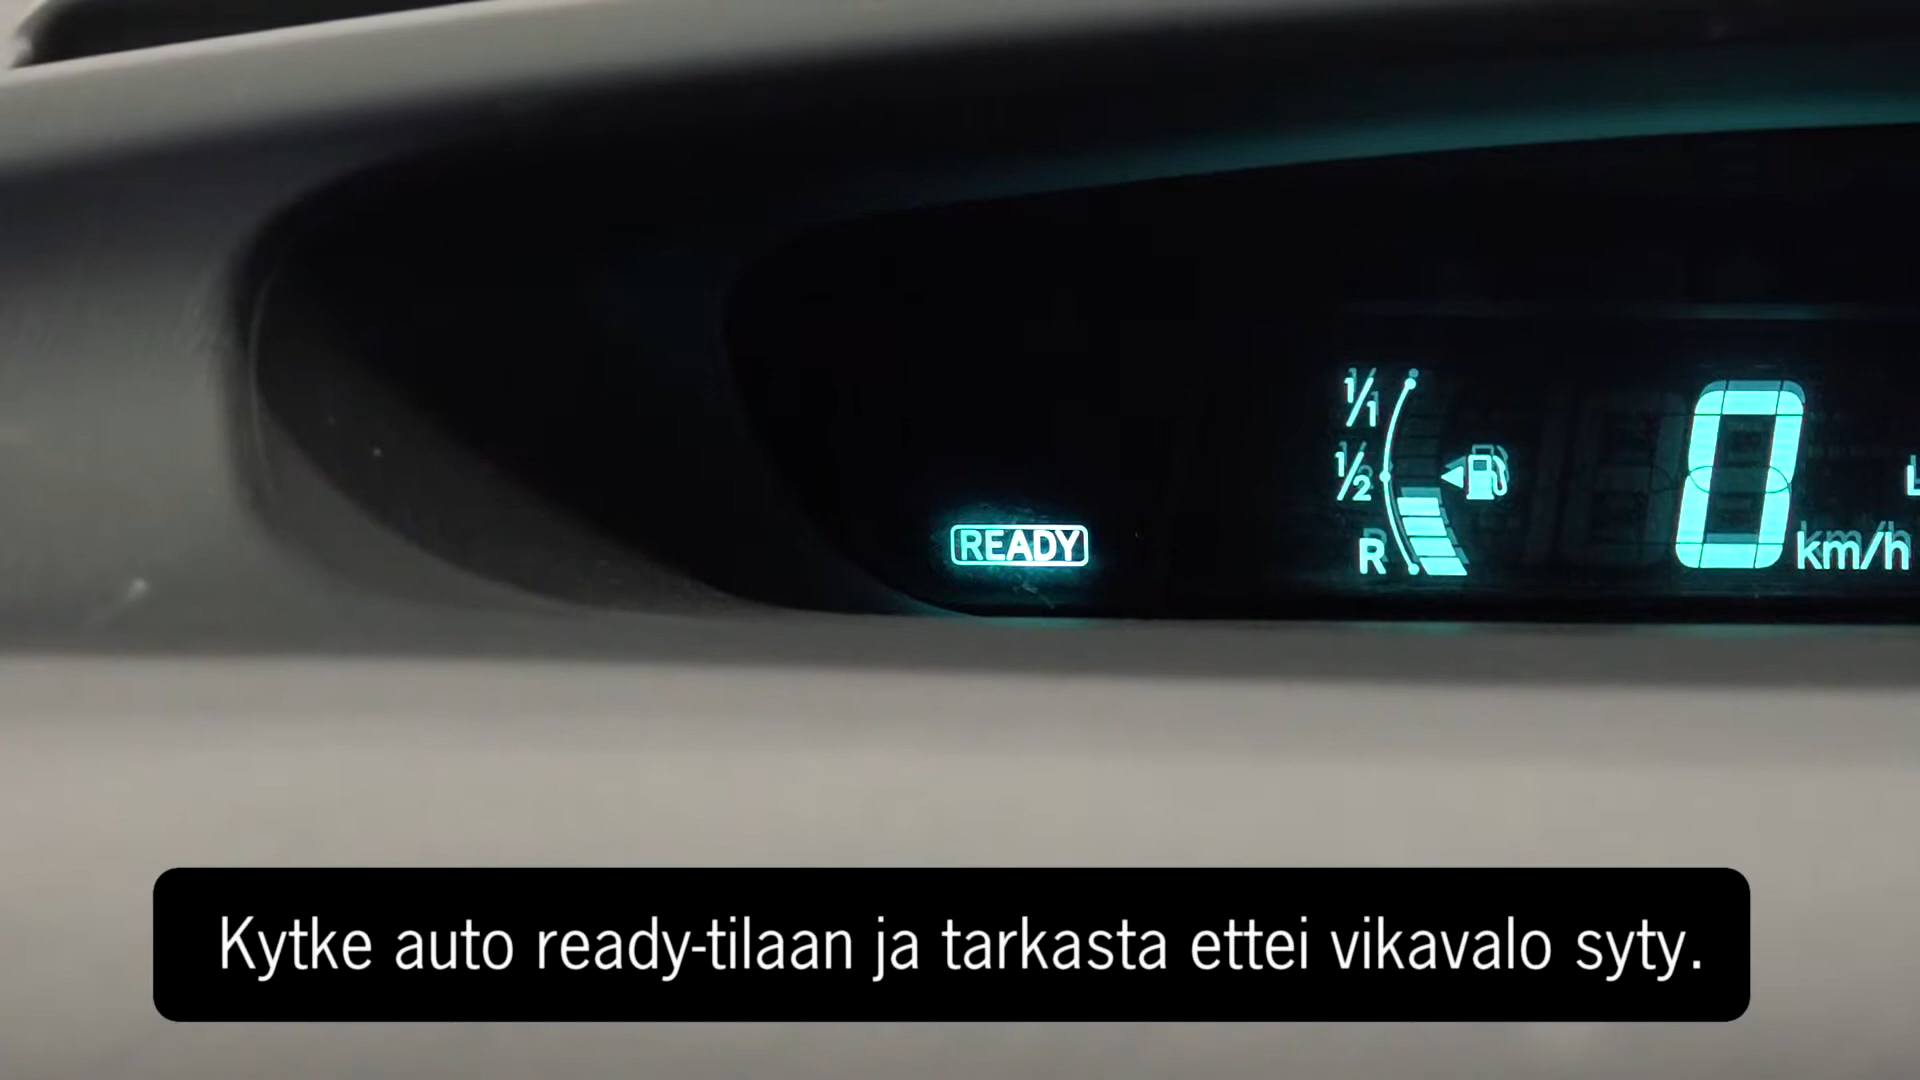 1/1
1/2
READY
R
0
km/h
Kytke auto ready-tilaan ja tarkasta ettei vikavalo syty.